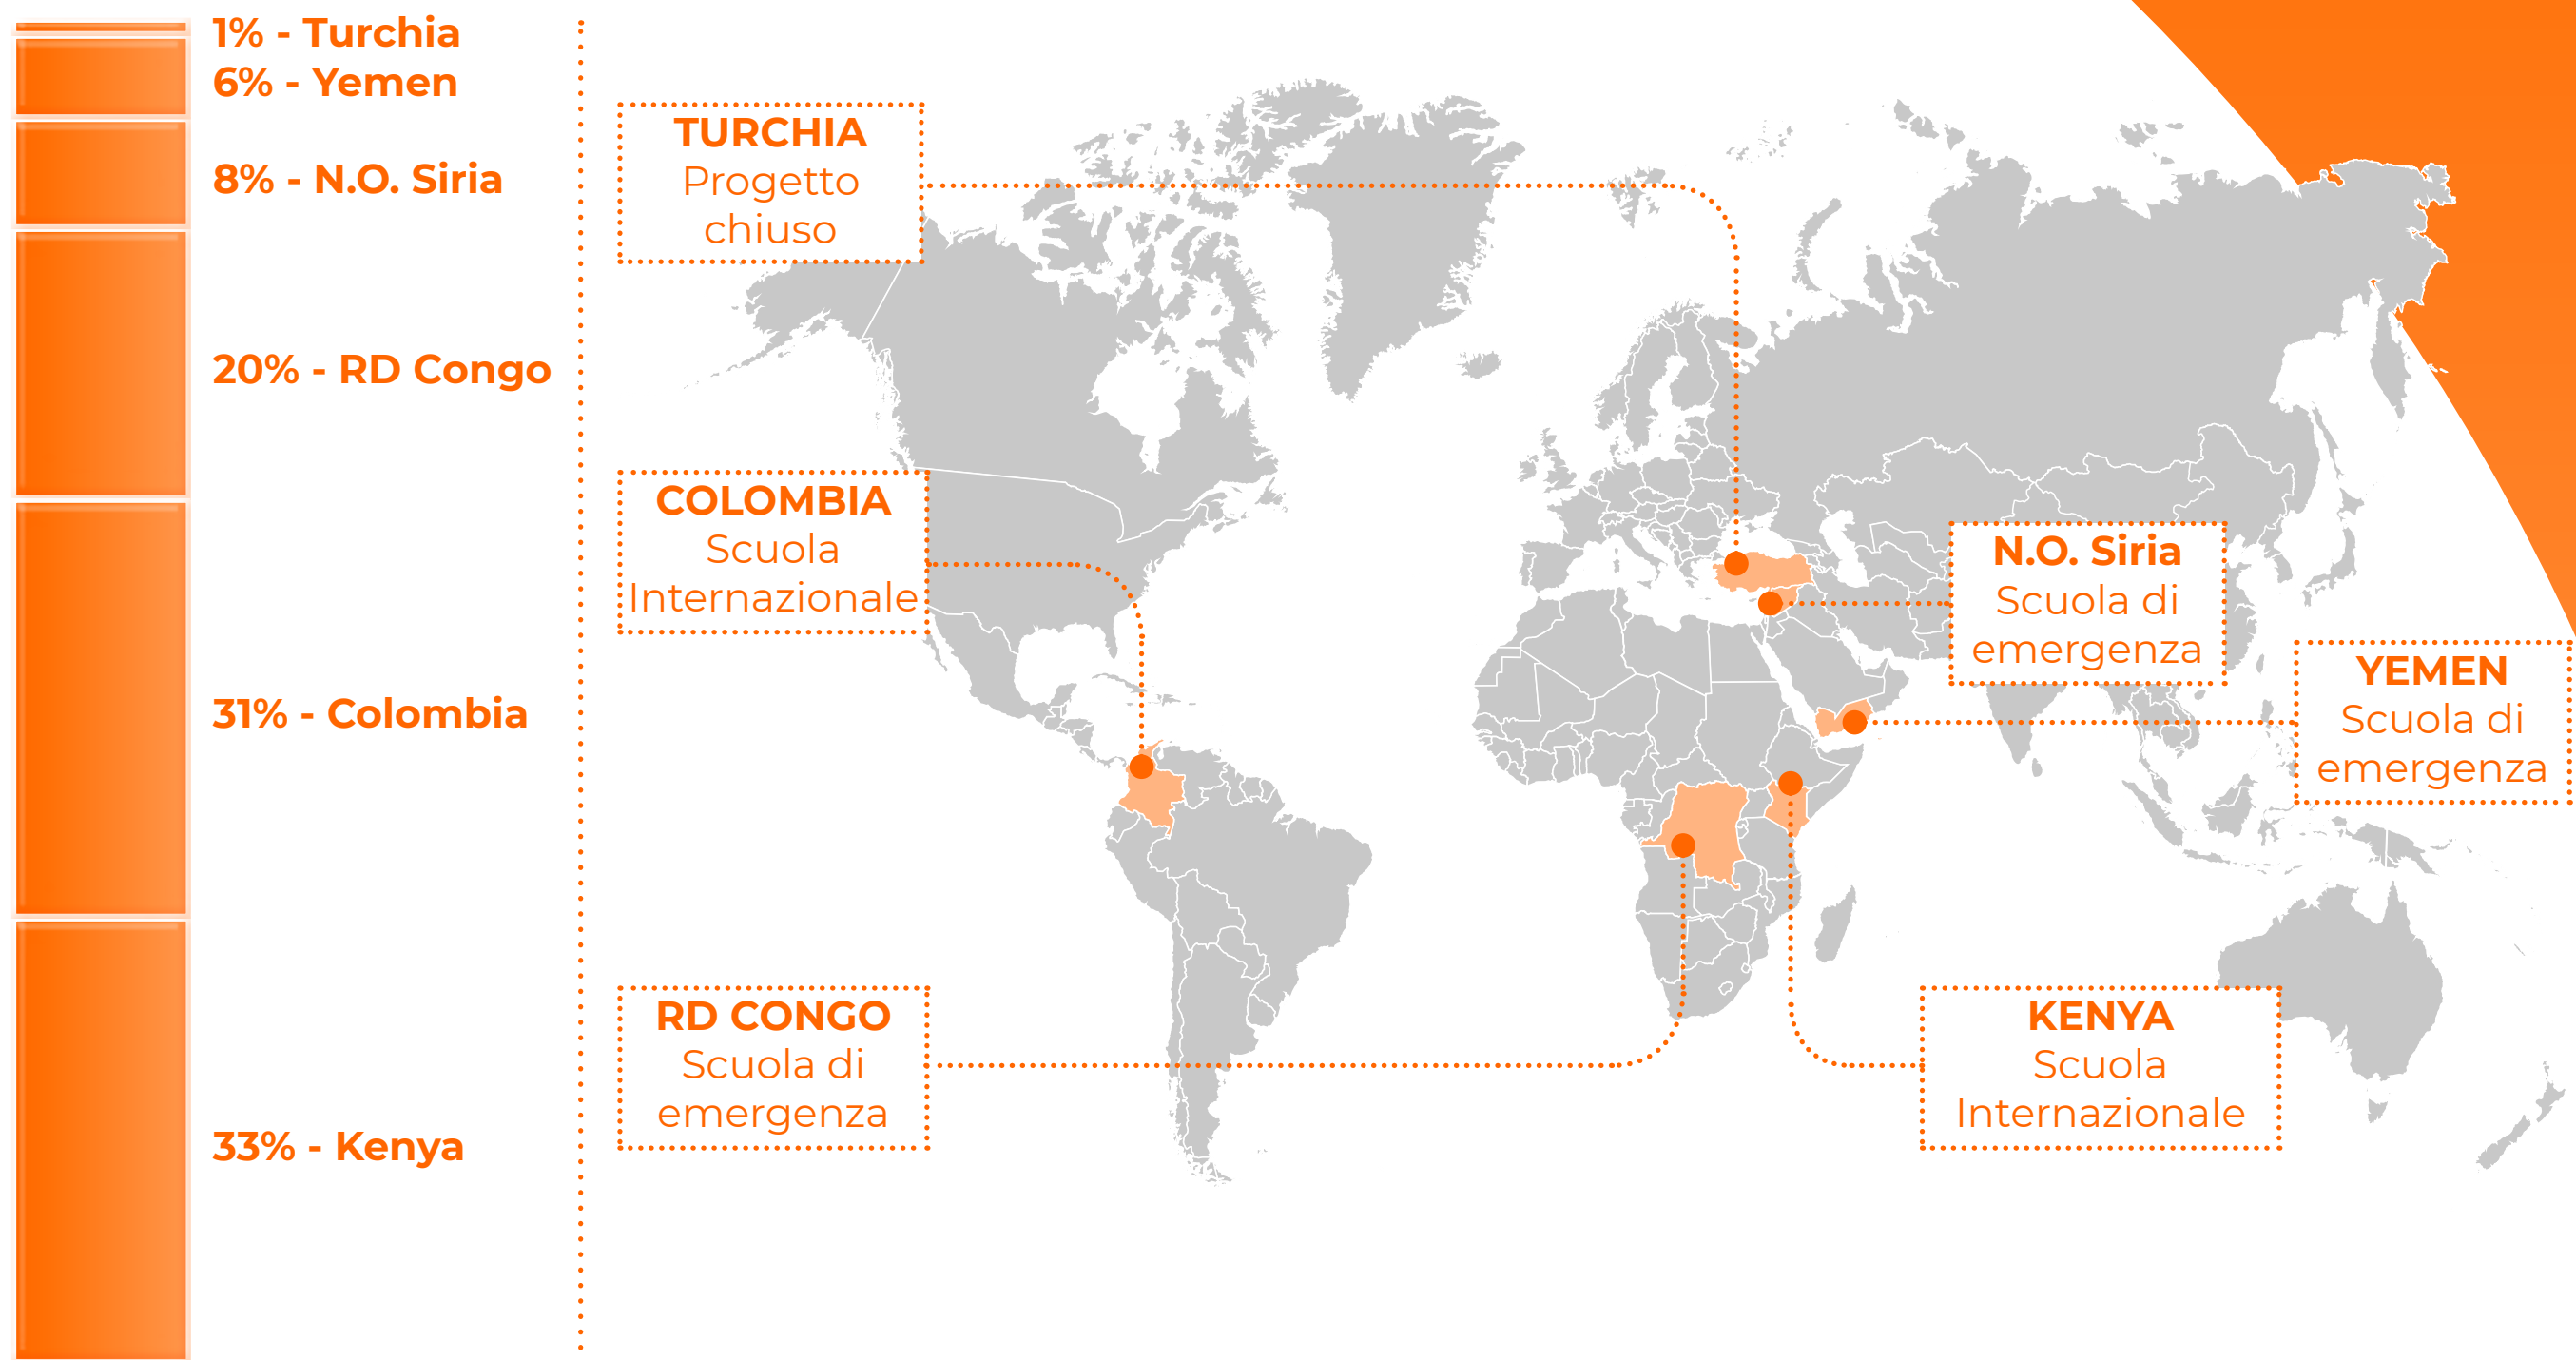 1% - Turchia
6% - Yemen
8% - N.O. Siria
20% - RD Congo
31% - Colombia
33% - Kenya
TURCHIA
Progetto
chiuso
COLOMBIA
Scuola
Internazionale
N.O. Siria
Scuola di
emergenza
YEMEN
Scuola di
emergenza
RD CONGO
Scuola di
emergenza
KENYA
Scuola
Internazionale